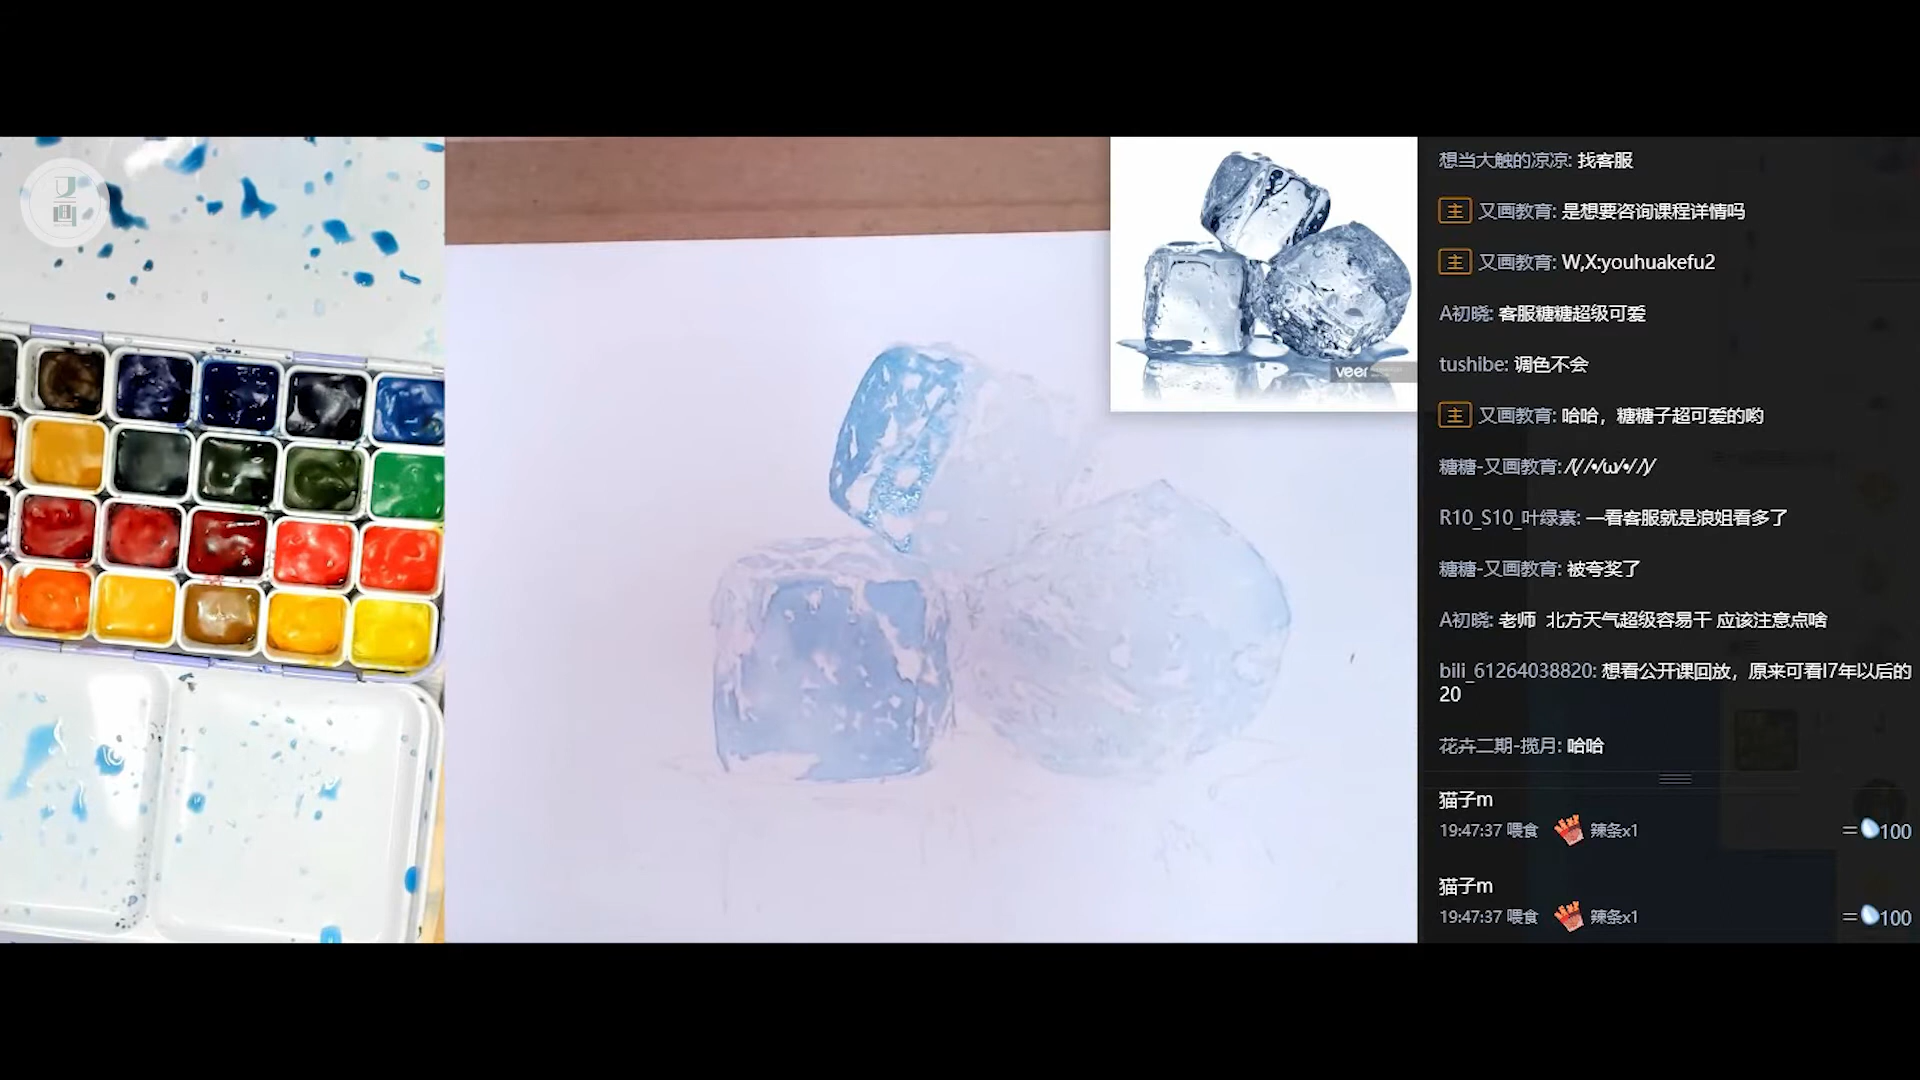 又画
veer
想当大触的凉凉: 找客服
主 又画教育: 是想要咨询课程详情吗
主 又画教育: W,X:youhuakefu2
A初晓: 客服糖糖超级可爱
tushibe: 调色不会
主 又画教育: 哈哈，糖糖子超可爱的哟
糖糖-又画教育: /(/ /•/ω/•/ /)/
R10_S10_叶绿素: 一看客服就是浪姐看多了
糖糖-又画教育: 被夸奖了
A初晓: 老师 北方天气超级容易干 应该注意点啥
bili_61264038820: 想看公开课回放，原来可看l7年以后的
20
花卉二期-揽月: 哈哈
猫子m
19:47:37 喂食 辣条x1 =100
猫子m
19:47:37 喂食 辣条x1 =100